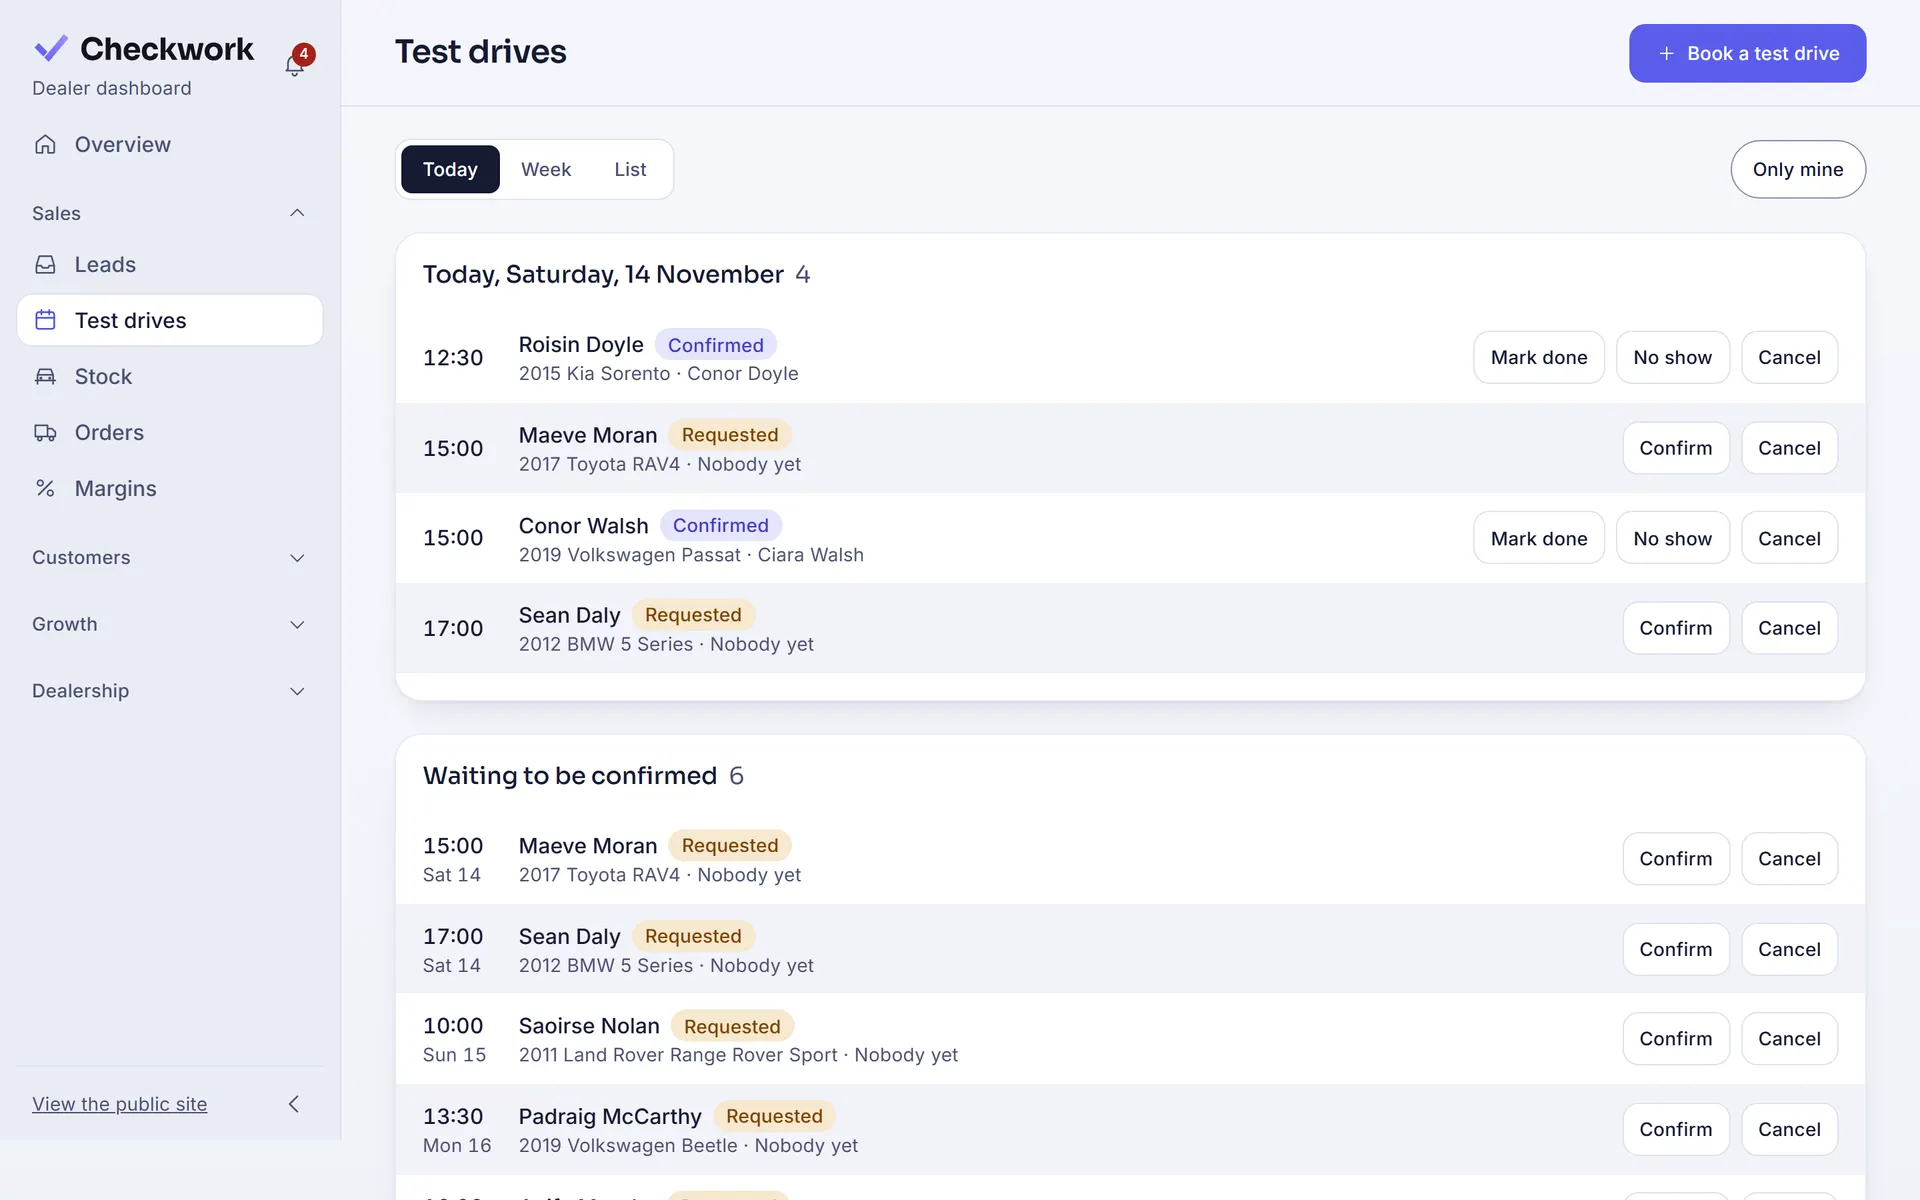 Checkwork
4
Dealer dashboard
Overview
Sales
Leads
Test drives
Stock
Orders
Margins
Customers
Growth
Dealership
View the public site
Test drives
+ Book a test drive
Today
Week
List
Only mine
Today, Saturday, 14 November 4
12:30
Roisin Doyle Confirmed
2015 Kia Sorento · Conor Doyle
Mark done
No show
Cancel
15:00
Maeve Moran Requested
2017 Toyota RAV4 · Nobody yet
Confirm
Cancel
15:00
Conor Walsh Confirmed
2019 Volkswagen Passat · Ciara Walsh
Mark done
No show
Cancel
17:00
Sean Daly Requested
2012 BMW 5 Series · Nobody yet
Confirm
Cancel
Waiting to be confirmed 6
15:00
Sat 14
Maeve Moran Requested
2017 Toyota RAV4 · Nobody yet
Confirm
Cancel
17:00
Sat 14
Sean Daly Requested
2012 BMW 5 Series · Nobody yet
Confirm
Cancel
10:00
Sun 15
Saoirse Nolan Requested
2011 Land Rover Range Rover Sport · Nobody yet
Confirm
Cancel
13:30
Mon 16
Padraig McCarthy Requested
2019 Volkswagen Beetle · Nobody yet
Confirm
Cancel